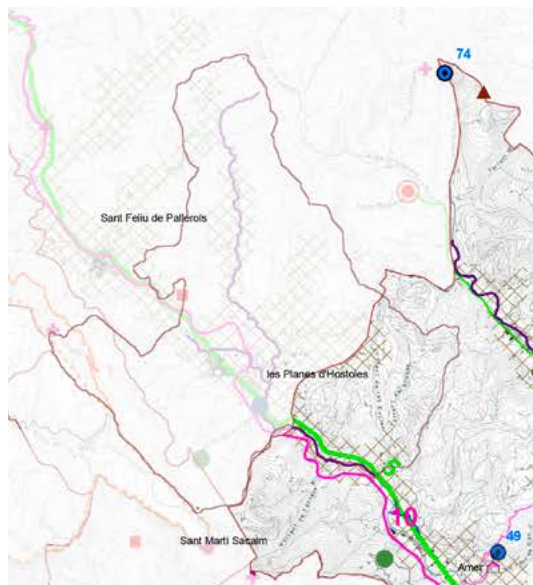 74
Sant Feliu de Pallerols
les Planes d'Hostoles
5
10
Sant Martí Sacalm
49
Amer